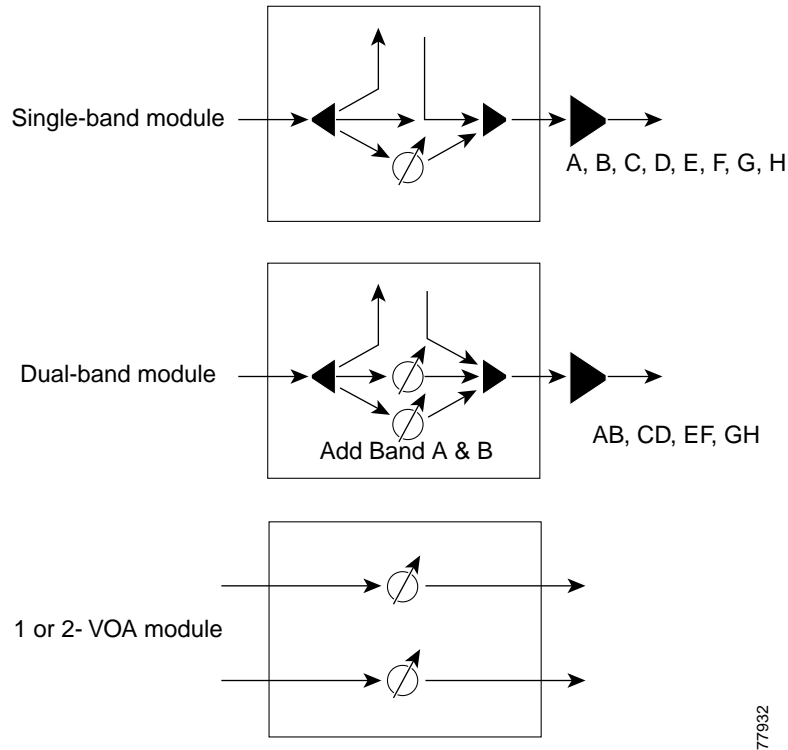 Single-band module
A, B, C, D, E, F, G, H
Dual-band module
Add Band A & B
AB, CD, EF, GH
1 or 2- VOA module
77932